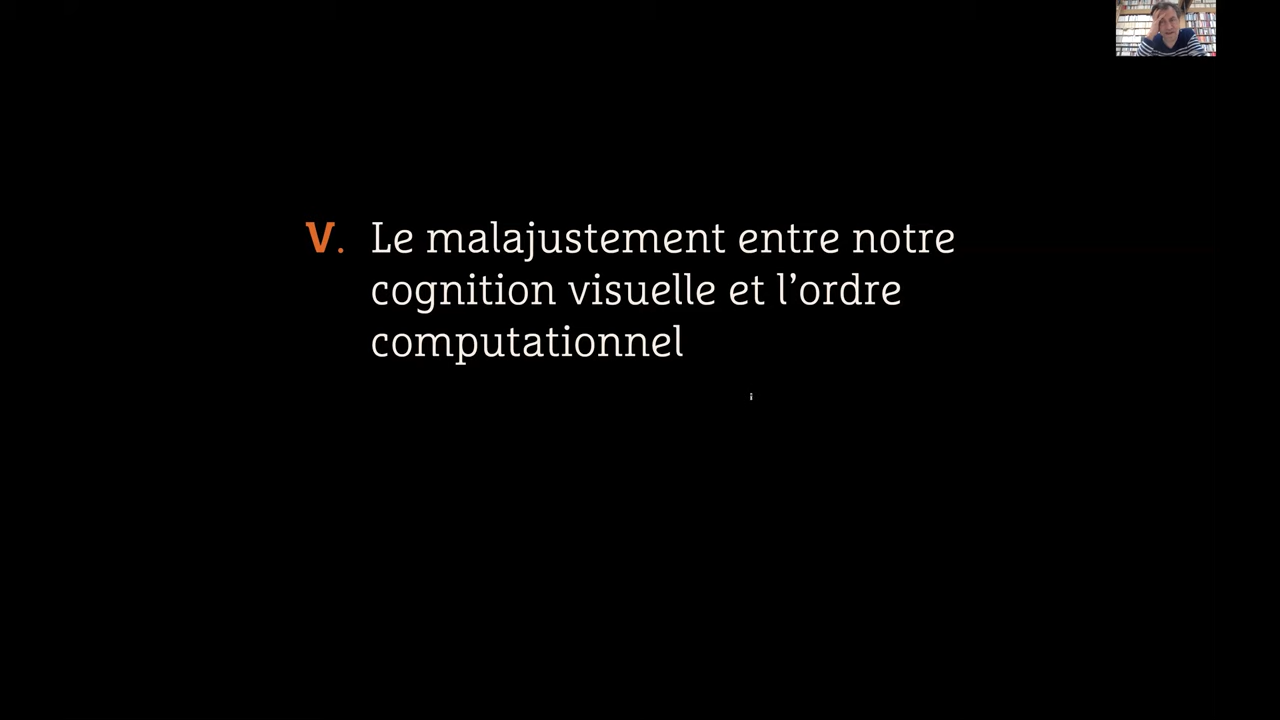 V. Le malajustement entre notre
cognition visuelle et l’ordre
computationnel